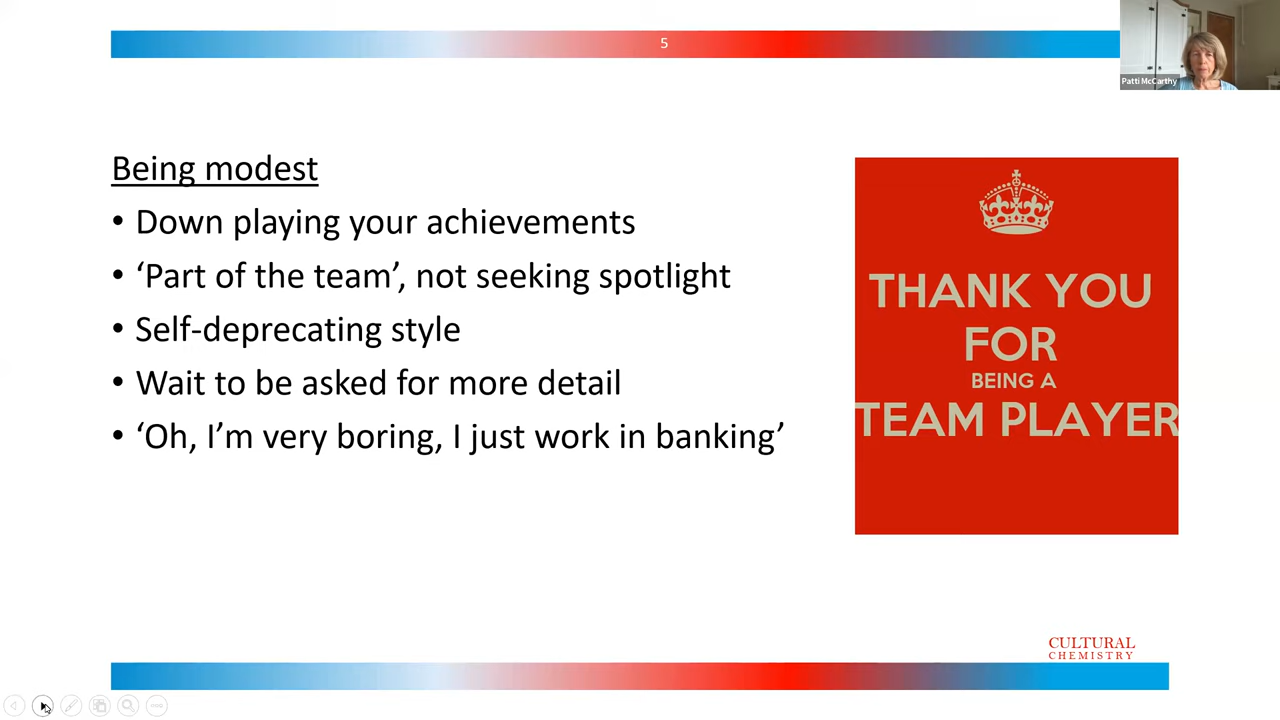 5
Patti McCarthy
Being modest
• Down playing your achievements
• ‘Part of the team’, not seeking spotlight
• Self-deprecating style
• Wait to be asked for more detail
• ‘Oh, I’m very boring, I just work in banking’
THANK YOU
FOR
BEING A
TEAM PLAYER
CULTURAL
CHEMISTRY